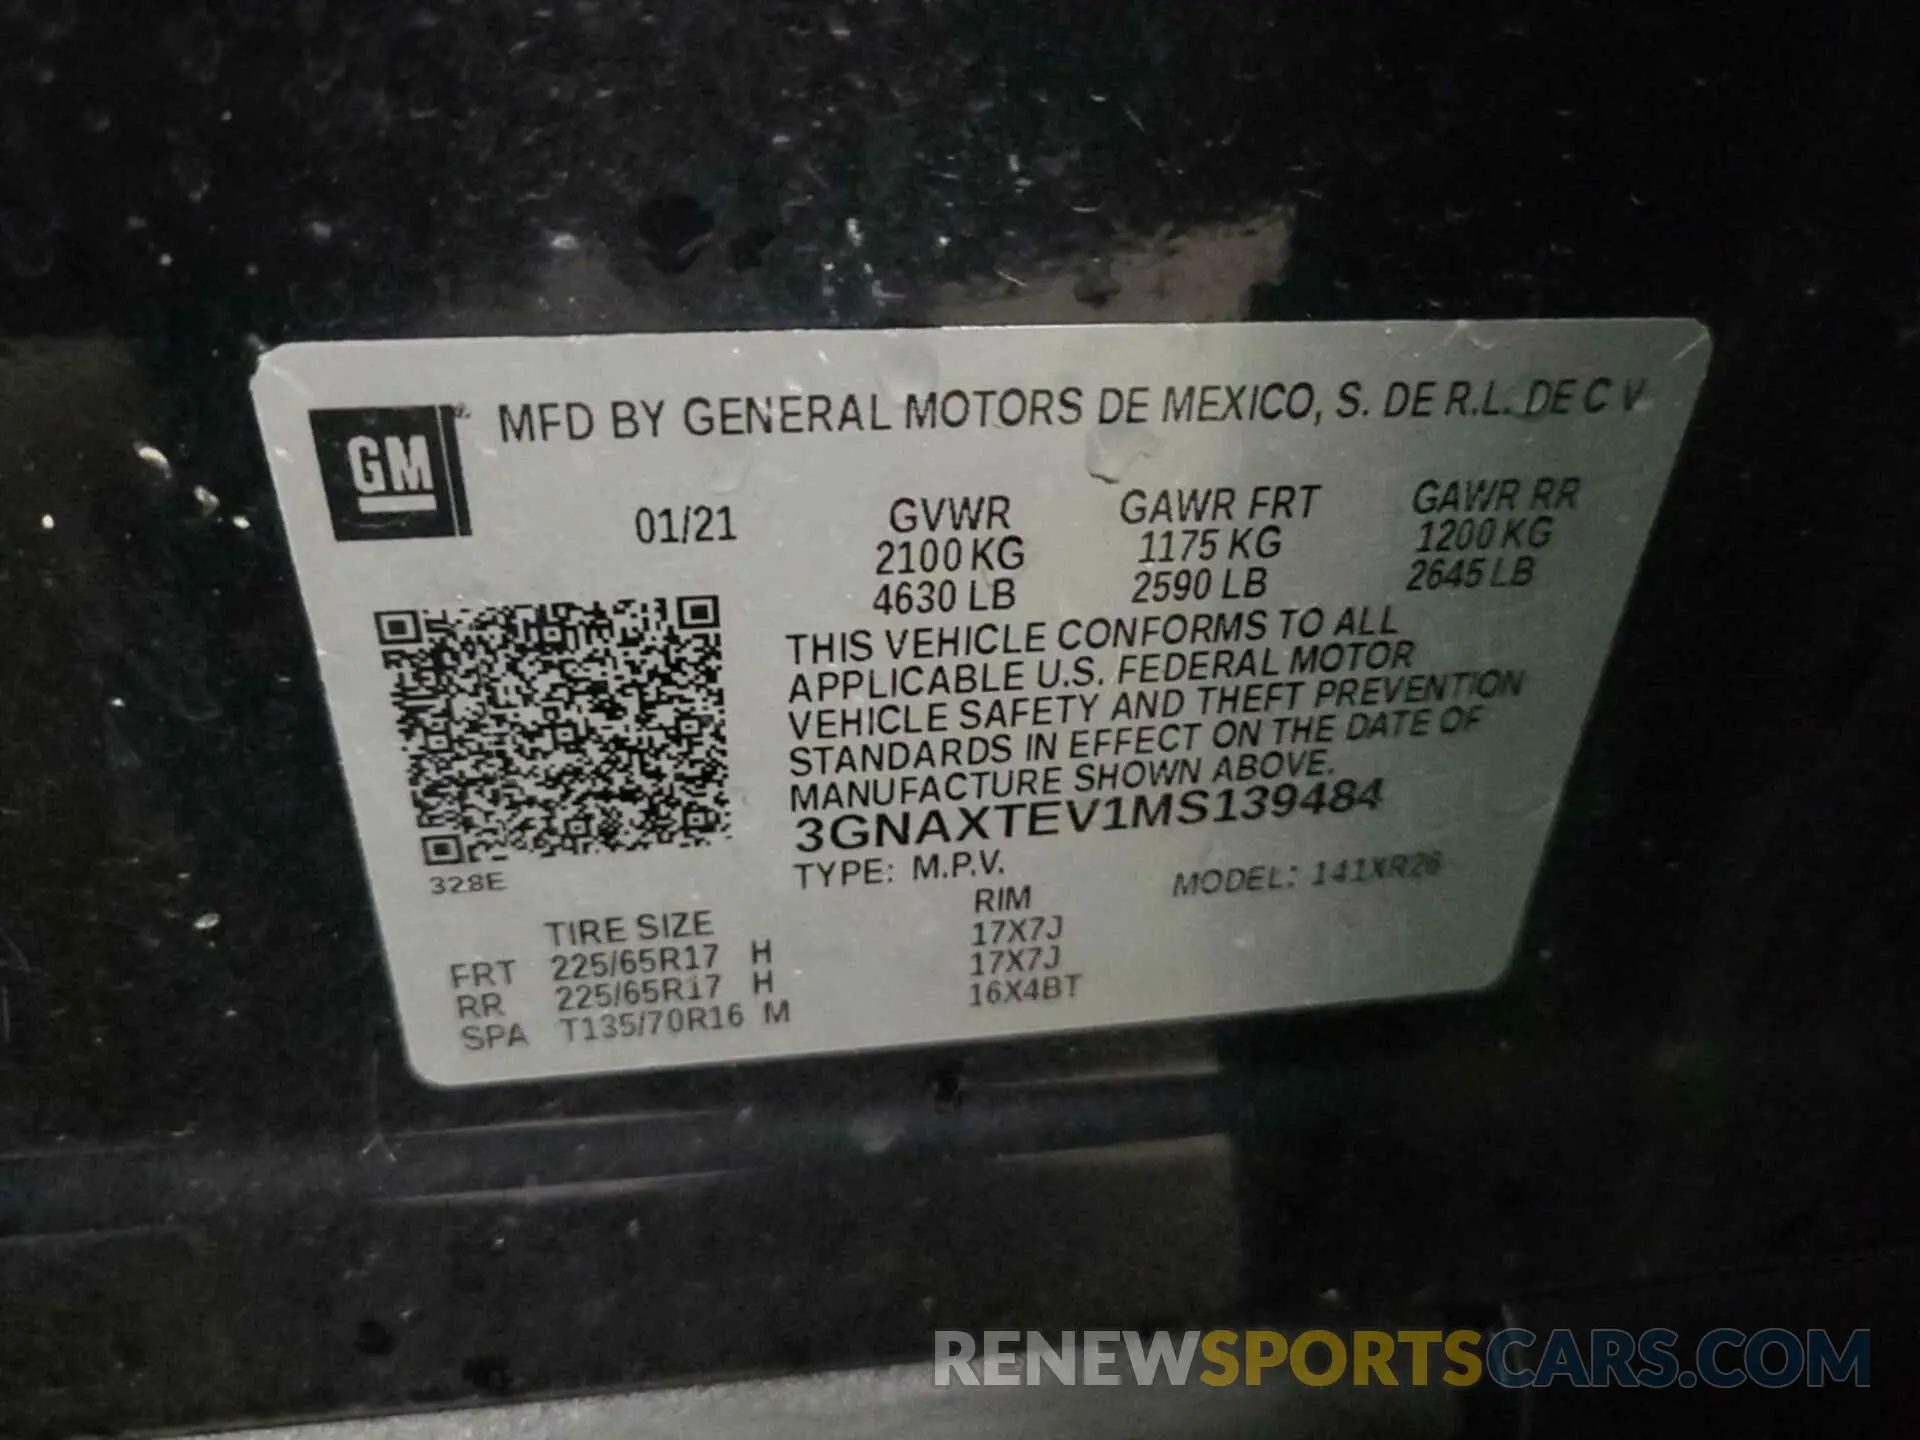 GM
MFD BY GENERAL MOTORS DE MEXICO, S. DE R.L. DE C V
01/21 GVWR GAWR FRT GAWR RR
2100 KG 1175 KG 1200 KG
4630 LB 2590 LB 2645 LB
THIS VEHICLE CONFORMS TO ALL
APPLICABLE U.S. FEDERAL MOTOR
VEHICLE SAFETY AND THEFT PREVENTION
STANDARDS IN EFFECT ON THE DATE OF
MANUFACTURE SHOWN ABOVE.
3GNAXTEV1MS139484
TYPE: M.P.V. MODEL: 141XR26
328E
TIRE SIZE RIM
FRT 225/65R17 H 17X7J
RR 225/65R17 H 17X7J
SPA T135/70R16 M 16X4BT
RENEWSPORTSCARS.COM